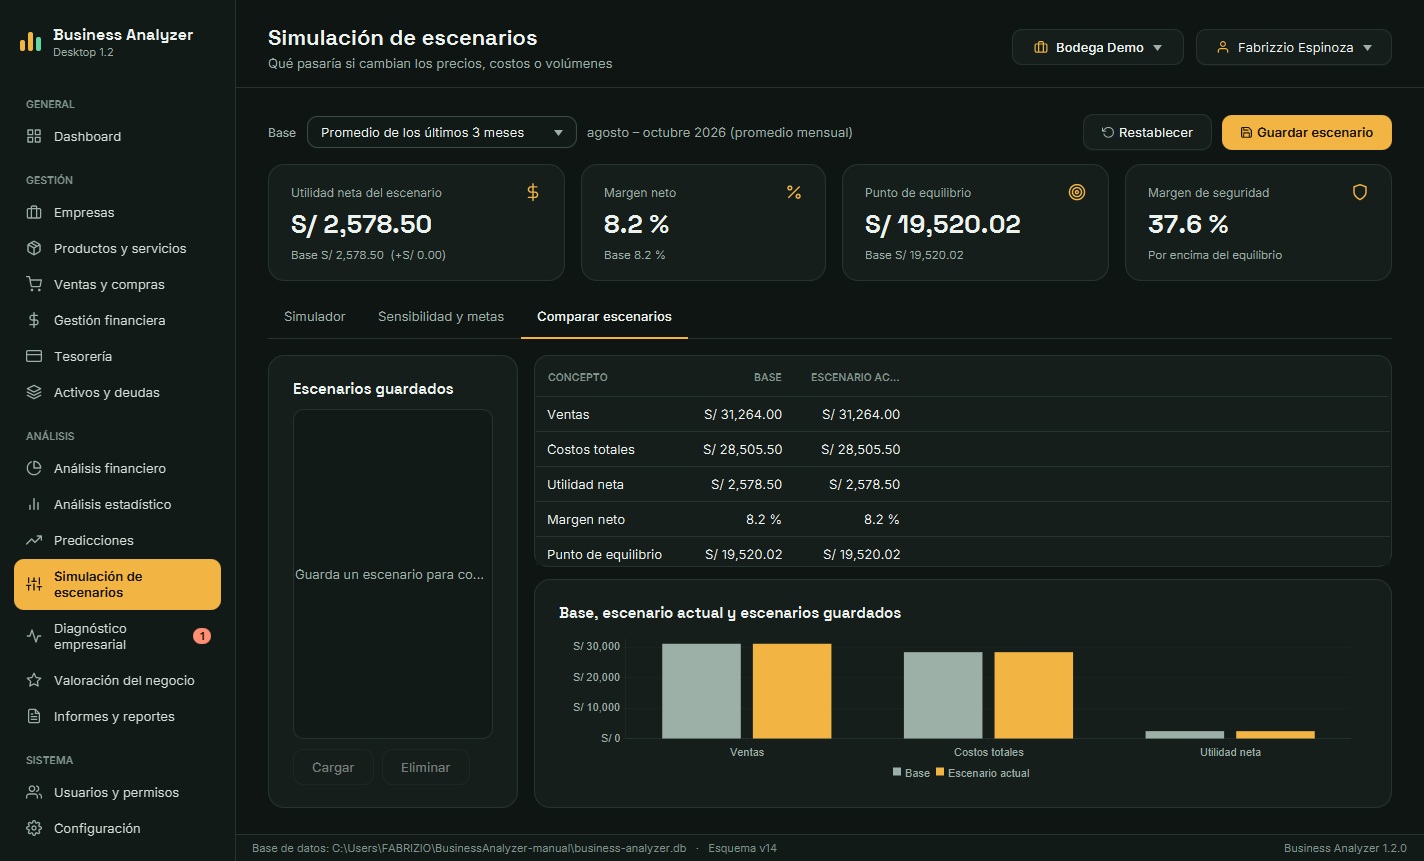 Business Analyzer
Desktop 1.2
GENERAL
Dashboard
GESTIÓN
Empresas
Productos y servicios
Ventas y compras
Gestión financiera
Tesorería
Activos y deudas
ANÁLISIS
Análisis financiero
Análisis estadístico
Predicciones
Simulación de
escenarios
Diagnóstico
empresarial
1
Valoración del negocio
Informes y reportes
SISTEMA
Usuarios y permisos
Configuración
Simulación de escenarios
Qué pasaría si cambian los precios, costos o volúmenes
Bodega Demo
Fabrizzio Espinoza
Base
Promedio de los últimos 3 meses
agosto – octubre 2026 (promedio mensual)
Restablecer
Guardar escenario
Utilidad neta del escenario
S/ 2,578.50
Base S/ 2,578.50 (+S/ 0.00)
Margen neto
8.2 %
Base 8.2 %
Punto de equilibrio
S/ 19,520.02
Base S/ 19,520.02
Margen de seguridad
37.6 %
Por encima del equilibrio
Simulador
Sensibilidad y metas
Comparar escenarios
Escenarios guardados
Guarda un escenario para co...
Cargar
Eliminar
CONCEPTO BASE ESCENARIO AC...
Ventas S/ 31,264.00 S/ 31,264.00
Costos totales S/ 28,505.50 S/ 28,505.50
Utilidad neta S/ 2,578.50 S/ 2,578.50
Margen neto 8.2 % 8.2 %
Punto de equilibrio S/ 19,520.02 S/ 19,520.02
Base, escenario actual y escenarios guardados
S/ 30,000
S/ 20,000
S/ 10,000
S/ 0
Ventas Costos totales Utilidad neta
Base Escenario actual
Base de datos: C:\Users\FABRIZIO\BusinessAnalyzer-manual\business-analyzer.db · Esquema v14
Business Analyzer 1.2.0